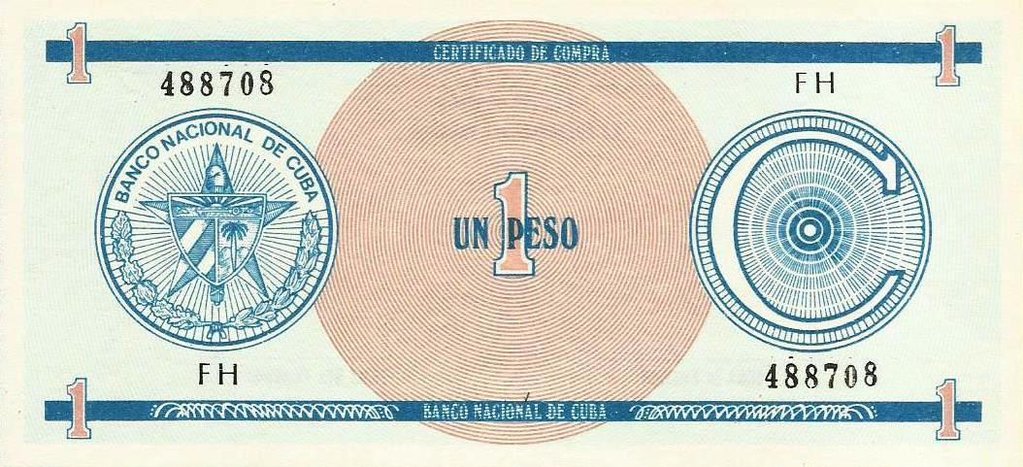 1 CERTIFICADO DE COMPRA 1
488708 FH
BANCO NACIONAL DE CUBA
C
UN PESO
1
FH 488708
1 BANCO NACIONAL DE CUBA 1